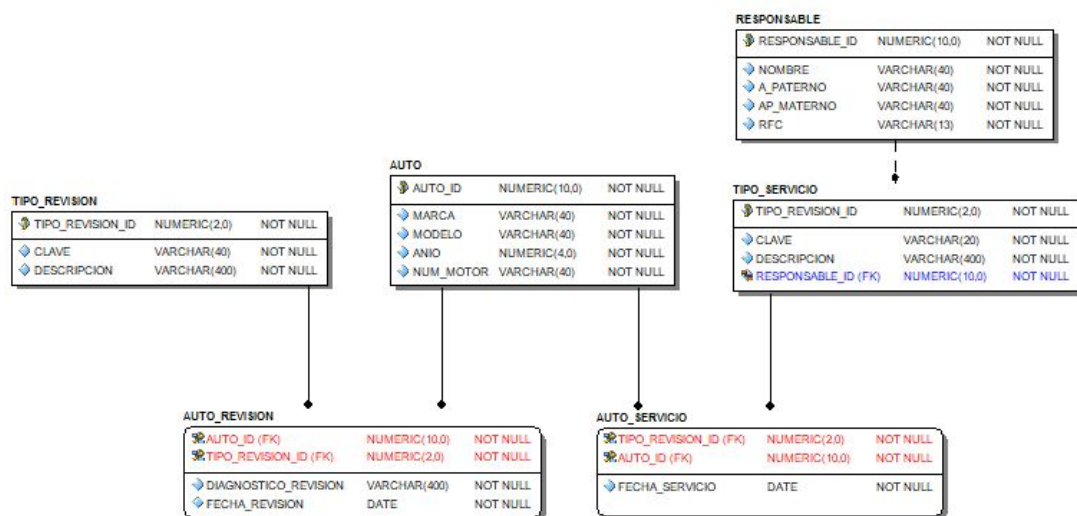 RESPONSABLE
RESPONSABLE_ID NUMERIC(10,0) NOT NULL
NOMBRE VARCHAR(40) NOT NULL
A_PATERNO VARCHAR(40) NOT NULL
AP_MATERNO VARCHAR(40) NOT NULL
RFC VARCHAR(13) NOT NULL
AUTO
AUTO_ID NUMERIC(10,0) NOT NULL
MARCA VARCHAR(40) NOT NULL
MODELO VARCHAR(40) NOT NULL
ANIO NUMERIC(4,0) NOT NULL
NUM_MOTOR VARCHAR(40) NOT NULL
TIPO_REVISION
TIPO_REVISION_ID NUMERIC(2,0) NOT NULL
CLAVE VARCHAR(40) NOT NULL
DESCRIPCION VARCHAR(400) NOT NULL
TIPO_SERVICIO
TIPO_REVISION_ID NUMERIC(2,0) NOT NULL
CLAVE VARCHAR(20) NOT NULL
DESCRIPCION VARCHAR(400) NOT NULL
RESPONSABLE_ID (FK) NUMERIC(10,0) NOT NULL
AUTO_REVISION
AUTO_ID (FK) NUMERIC(10,0) NOT NULL
TIPO_REVISION_ID (FK) NUMERIC(2,0) NOT NULL
DIAGNOSTICO_REVISION VARCHAR(400) NOT NULL
FECHA_REVISION DATE NOT NULL
AUTO_SERVICIO
TIPO_REVISION_ID (FK) NUMERIC(2,0) NOT NULL
AUTO_ID (FK) NUMERIC(10,0) NOT NULL
FECHA_SERVICIO DATE NOT NULL